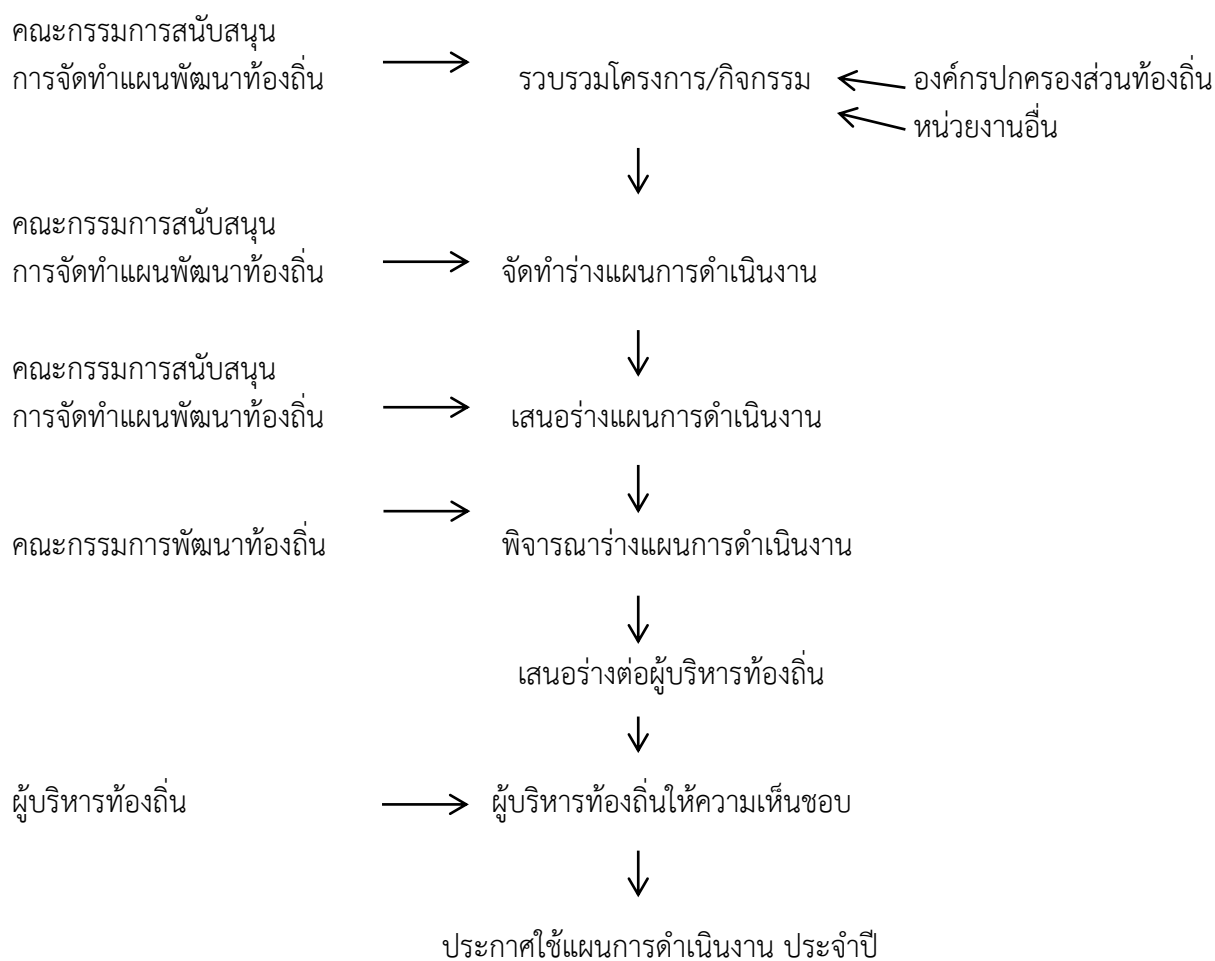 คณะกรรมการสนับสนุน
การจัดทำแผนพัฒนาท้องถิ่น
รวบรวมโครงการ/กิจกรรม
องค์กรปกครองส่วนท้องถิ่น
หน่วยงานอื่น
คณะกรรมการสนับสนุน
การจัดทำแผนพัฒนาท้องถิ่น
จัดทำร่างแผนการดำเนินงาน
คณะกรรมการสนับสนุน
การจัดทำแผนพัฒนาท้องถิ่น
เสนอร่างแผนการดำเนินงาน
คณะกรรมการพัฒนาท้องถิ่น
พิจารณาร่างแผนการดำเนินงาน
เสนอร่างต่อผู้บริหารท้องถิ่น
ผู้บริหารท้องถิ่น
ผู้บริหารท้องถิ่นให้ความเห็นชอบ
ประกาศใช้แผนการดำเนินงาน ประจำปี